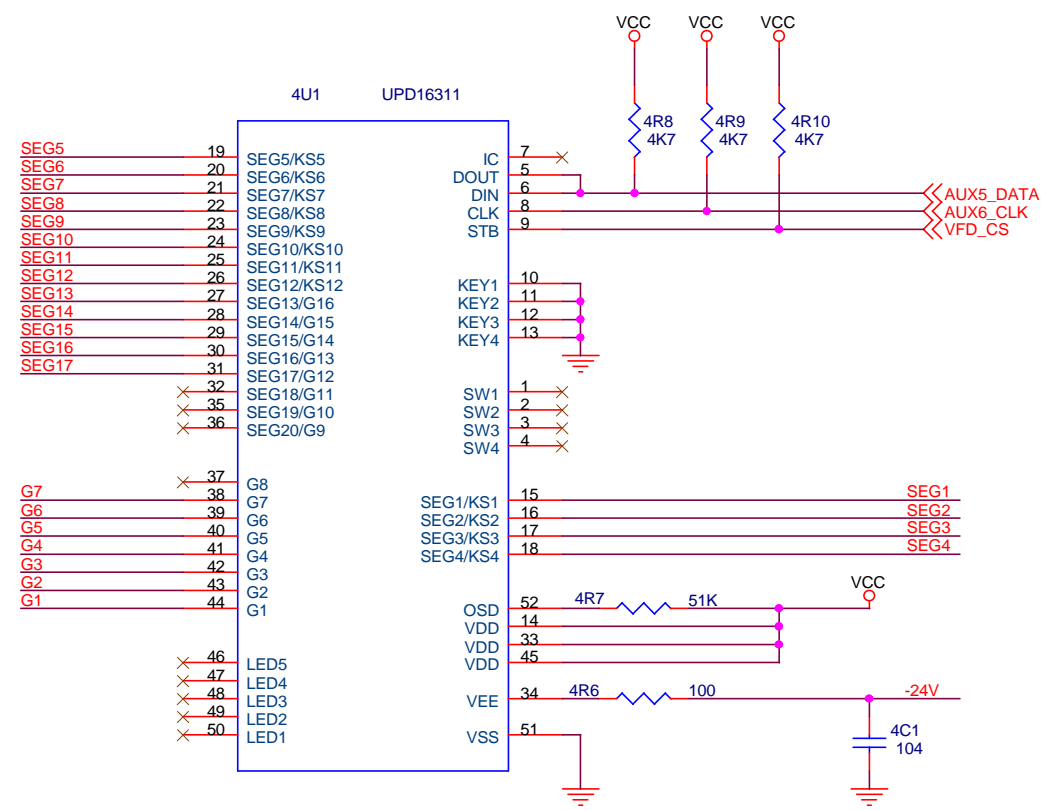 VCC VCC VCC
4U1 UPD16311
4R8 4R9 4R10
4K7 4K7 4K7
SEG5 19 SEG5/KS5 IC 7
SEG6 20 SEG6/KS6 DOUT 5
SEG7 21 SEG7/KS7 DIN 6 AUX5_DATA
SEG8 22 SEG8/KS8 CLK 8 AUX6_CLK
SEG9 23 SEG9/KS9 STB 9 VFD_CS
SEG10 24 SEG10/KS10
SEG11 25 SEG11/KS11
SEG12 26 SEG12/KS12 KEY1 10
SEG13 27 SEG13/G16 KEY2 11
SEG14 28 SEG14/G15 KEY3 12
SEG15 29 SEG15/G14 KEY4 13
SEG16 30 SEG16/G13
SEG17 31 SEG17/G12
32 SEG18/G11 SW1 1
35 SEG19/G10 SW2 2
36 SEG20/G9 SW3 3
SW4 4
37 G8
G7 38 G7 SEG1/KS1 15 SEG1
G6 39 G6 SEG2/KS2 16 SEG2
G5 40 G5 SEG3/KS3 17 SEG3
G4 41 G4 SEG4/KS4 18 SEG4
G3 42 G3
G2 43 G2 VCC
G1 44 G1 OSD 52 4R7 51K
VDD 14
VDD 33
46 LED5 VDD 45
47 LED4
48 LED3 VEE 34 4R6 100 -24V
49 LED2
50 LED1 VSS 51 4C1
104